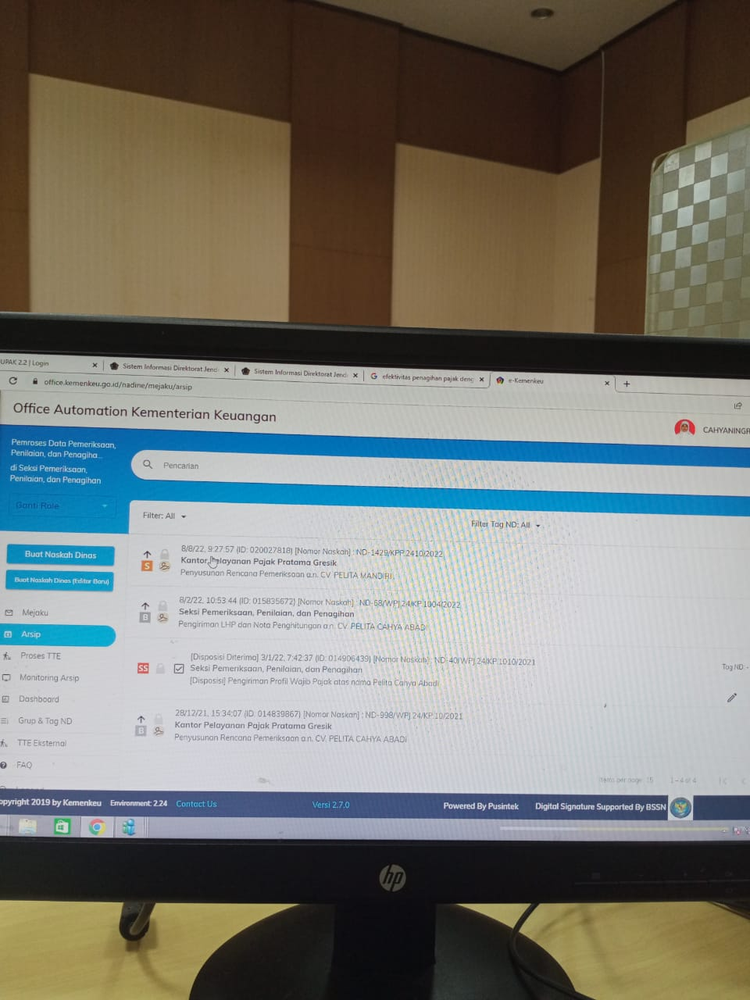 UPAK 2.2 | Login
Sistem Informasi Direktorat Jend
Sistem Informasi Direktorat Jend
efektivitas penagihan pajak deng
e-Kemenkeu
office.kemenkeu.go.id/nadine/mejaku/arsip
Office Automation Kementerian Keuangan
CAHYANINGR
Pemroses Data Pemeriksaan,
Penilaian, dan Penagiha...
di Seksi Pemeriksaan,
Penilaian, dan Penagihan
Ganti Role
Pencarian
Filter: All
Filter Tag ND: All
Buat Naskah Dinas
Buat Naskah Dinas (Editor Baru)
Mejaku
Arsip
Proses TTE
Monitoring Arsip
Dashboard
Grup & Tag ND
TTE Eksternal
FAQ
8/8/22, 9:27:57 (ID: 020027818) [Nomor Naskah] : ND-1429/KPP.2410/2022
S
Kantor Pelayanan Pajak Pratama Gresik
Penyusunan Rencana Pemeriksaan a.n. CV. PELITA MANDIRI
8/2/22, 10:53:44 (ID: 015835672) [Nomor Naskah] : ND-68/WPJ.24/KP.1004/2022
B
Seksi Pemeriksaan, Penilaian, dan Penagihan
Pengiriman LHP dan Nota Penghitungan a.n. CV. PELITA CAHYA ABADI
[Disposisi Diterima] 3/1/22, 7:42:37 (ID: 014906439) [Nomor Naskah] : ND-40/WPJ.24/KP.1010/2021
SS
Seksi Pemeriksaan, Penilaian, dan Penagihan
[Disposisi] Pengiriman Profil Wajib Pajak atas nama Pelita Cahya Abadi
Tag ND: -
28/12/21, 15:34:07 (ID: 014839867) [Nomor Naskah] : ND-998/WPJ.24/KP.10/2021
B
Kantor Pelayanan Pajak Pratama Gresik
Penyusunan Rencana Pemeriksaan a.n. CV. PELITA CAHYA ABADI
Items per page: 15
1 – 4 of 4
opyright 2019 by Kemenkeu
Environment: 2.24
Contact Us
Versi 2.7.0
Powered By Pusintek
Digital Signature Supported By BSSN
hp